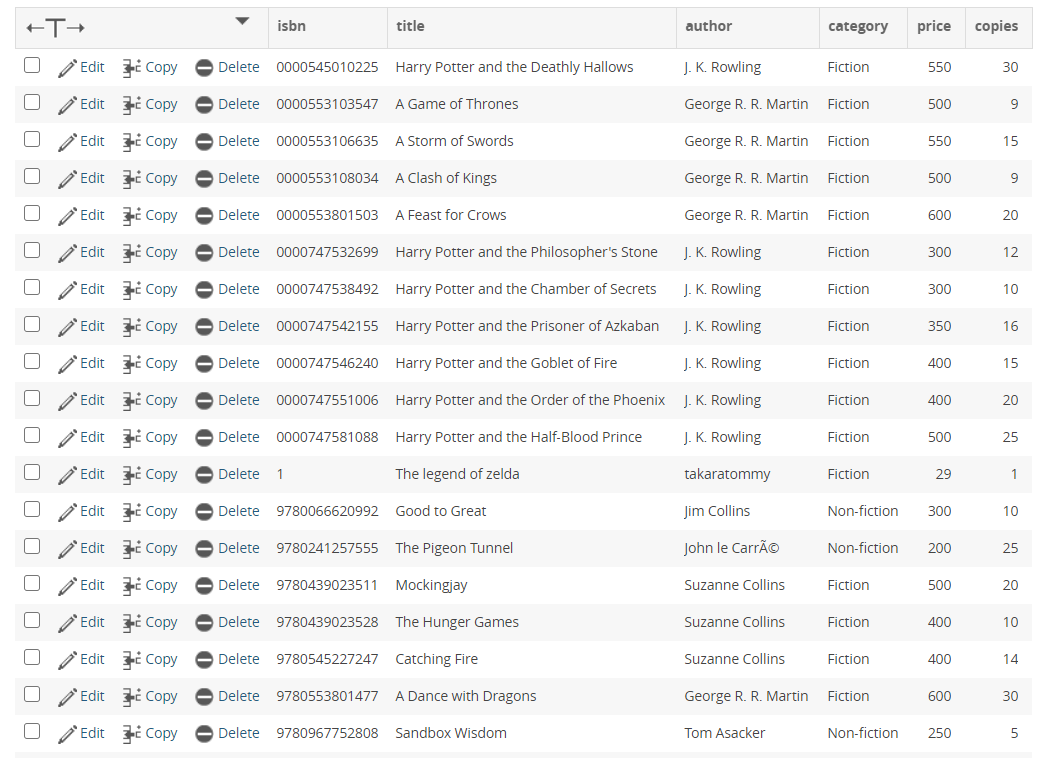 isbn title author category price copies
Edit Copy Delete 0000545010225 Harry Potter and the Deathly Hallows J. K. Rowling Fiction 550 30
Edit Copy Delete 0000553103547 A Game of Thrones George R. R. Martin Fiction 500 9
Edit Copy Delete 0000553106635 A Storm of Swords George R. R. Martin Fiction 550 15
Edit Copy Delete 0000553108034 A Clash of Kings George R. R. Martin Fiction 500 9
Edit Copy Delete 0000553801503 A Feast for Crows George R. R. Martin Fiction 600 20
Edit Copy Delete 0000747532699 Harry Potter and the Philosopher's Stone J. K. Rowling Fiction 300 12
Edit Copy Delete 0000747538492 Harry Potter and the Chamber of Secrets J. K. Rowling Fiction 300 10
Edit Copy Delete 0000747542155 Harry Potter and the Prisoner of Azkaban J. K. Rowling Fiction 350 16
Edit Copy Delete 0000747546240 Harry Potter and the Goblet of Fire J. K. Rowling Fiction 400 15
Edit Copy Delete 0000747551006 Harry Potter and the Order of the Phoenix J. K. Rowling Fiction 400 20
Edit Copy Delete 0000747581088 Harry Potter and the Half-Blood Prince J. K. Rowling Fiction 500 25
Edit Copy Delete 1 The legend of zelda takaratommy Fiction 29 1
Edit Copy Delete 9780066620992 Good to Great Jim Collins Non-fiction 300 10
Edit Copy Delete 9780241257555 The Pigeon Tunnel John le CarrÃ© Non-fiction 200 25
Edit Copy Delete 9780439023511 Mockingjay Suzanne Collins Fiction 500 20
Edit Copy Delete 9780439023528 The Hunger Games Suzanne Collins Fiction 400 10
Edit Copy Delete 9780545227247 Catching Fire Suzanne Collins Fiction 400 14
Edit Copy Delete 9780553801477 A Dance with Dragons George R. R. Martin Fiction 600 30
Edit Copy Delete 9780967752808 Sandbox Wisdom Tom Asacker Non-fiction 250 5